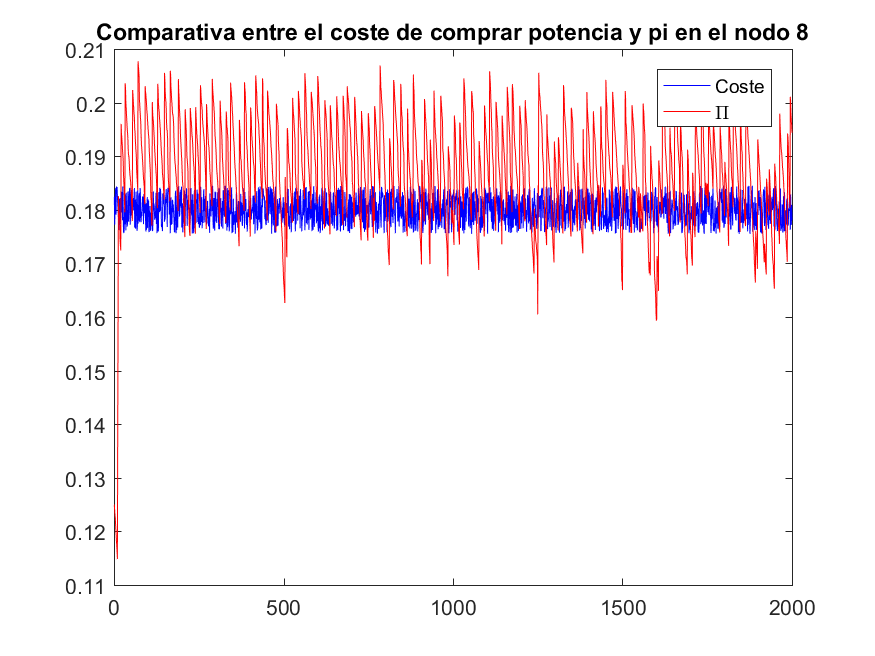 Comparativa entre el coste de comprar potencia y pi en el nodo 8
0.21
0.2
0.19
0.18
0.17
0.16
0.15
0.14
0.13
0.12
0.11
Coste
Π
0 500 1000 1500 2000